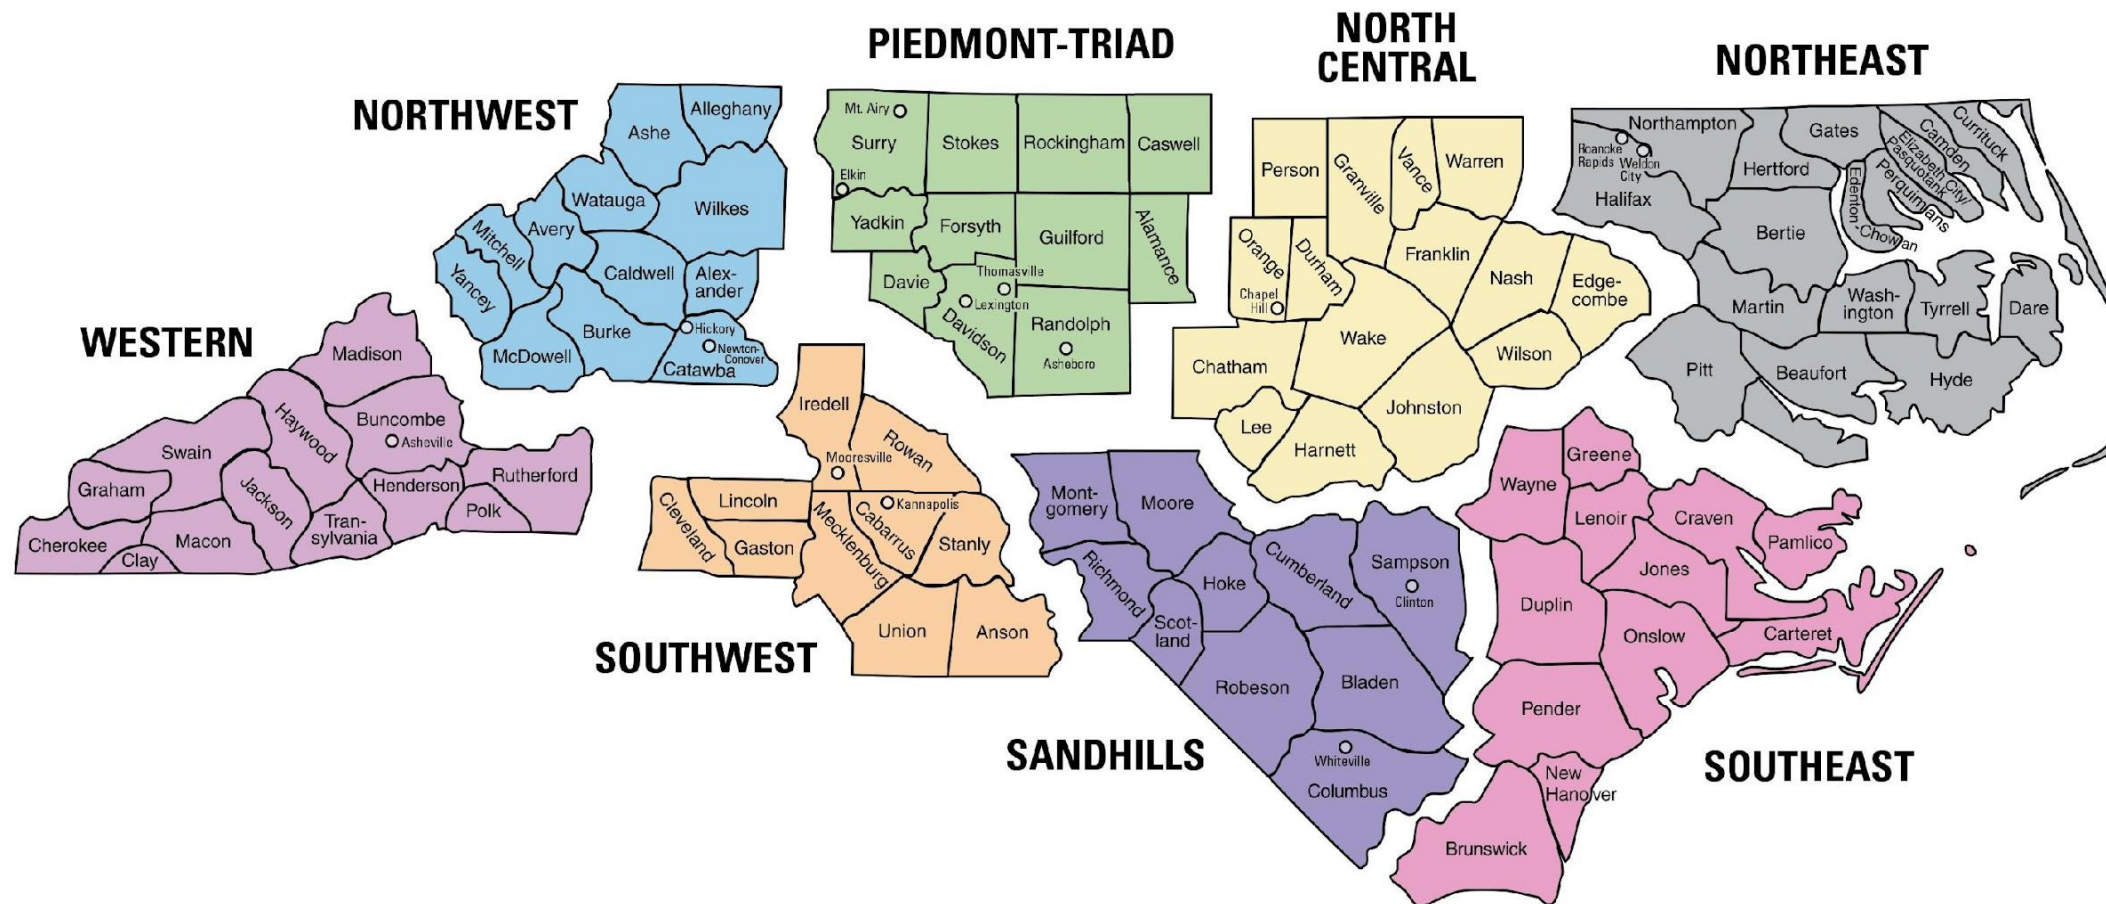 NORTHWEST
Ashe
Alleghany
Watauga
Wilkes
Avery
Mitchell
Yancey
Caldwell
Alex-
ander
Burke
McDowell
Hickory
Newton-
Conover
Catawba
PIEDMONT-TRIAD
Mt. Airy
Surry
Elkin
Stokes
Rockingham
Caswell
Yadkin
Forsyth
Guilford
Alamance
Davie
Thomasville
Lexington
Davidson
Randolph
Asheboro
NORTH
CENTRAL
Person
Granville
Vance
Warren
Orange
Durham
Chapel
Hill
Franklin
Nash
Edge-
combe
Wake
Wilson
Chatham
Johnston
Lee
Harnett
NORTHEAST
Northampton
Roanoke
Rapids
Weldon
City
Halifax
Gates
Hertford
Camden
Currituck
Elizabeth City/
Pasquotank
Perquimans
Edenton
-Chowan
Bertie
Martin
Wash-
ington
Tyrrell
Dare
Pitt
Beaufort
Hyde
WESTERN
Madison
Buncombe
Asheville
Haywood
Swain
Graham
Jackson
Henderson
Rutherford
Polk
Tran-
sylvania
Macon
Cherokee
Clay
SOUTHWEST
Iredell
Rowan
Mooresville
Cleveland
Lincoln
Gaston
Mecklenburg
Cabarrus
Kannapolis
Stanly
Union
Anson
SANDHILLS
Mont-
gomery
Moore
Richmond
Hoke
Scot-
land
Cumberland
Sampson
Clinton
Robeson
Bladen
Whiteville
Columbus
SOUTHEAST
Wayne
Greene
Lenoir
Craven
Pamlico
Jones
Duplin
Onslow
Carteret
Pender
New
Hanover
Brunswick